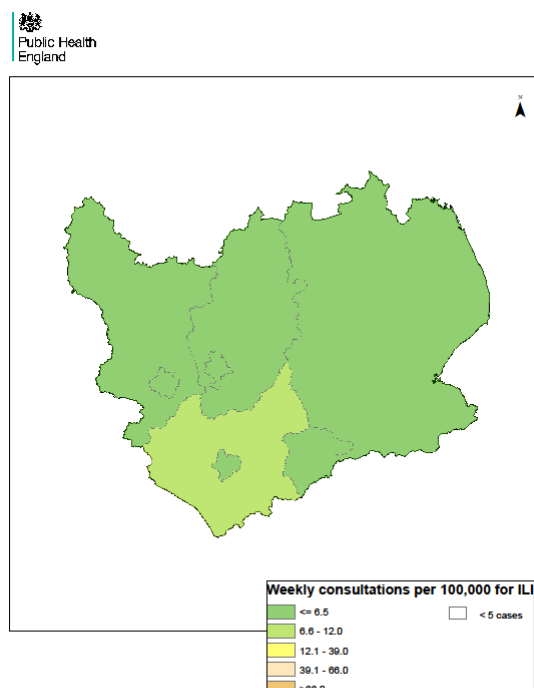 Public Health
England
N
Weekly consultations per 100,000 for ILI
<= 6.5
< 5 cases
6.6 - 12.0
12.1 - 39.0
39.1 - 66.0